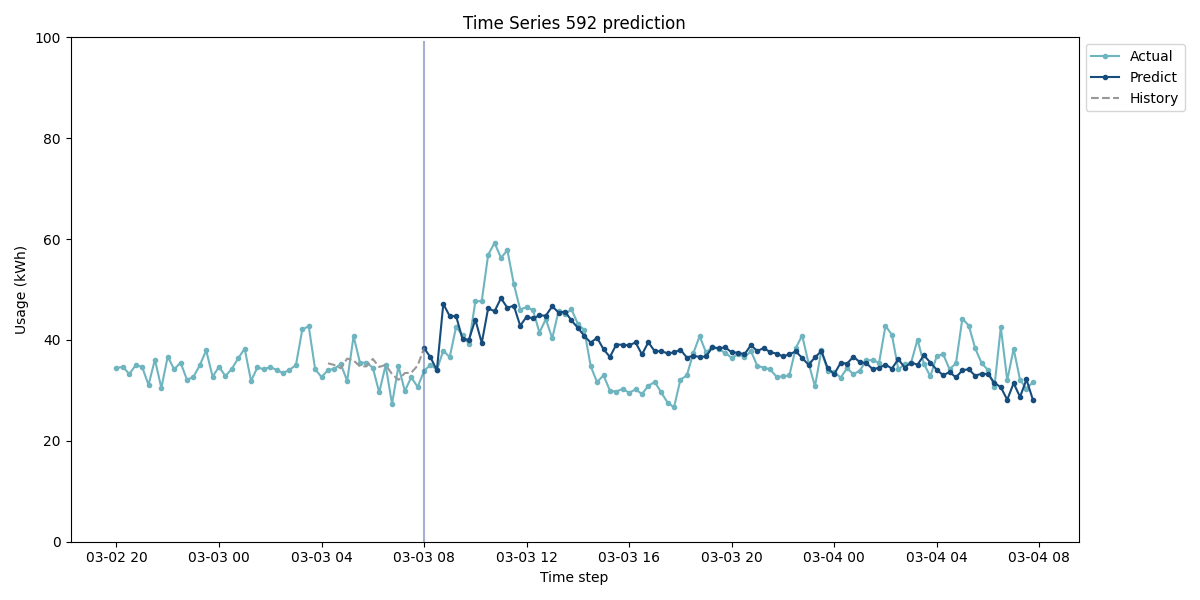 Time Series 592 prediction
Actual
Predict
History
Usage (kWh)
100
80
60
40
20
0
03-02 20 03-03 00 03-03 04 03-03 08 03-03 12 03-03 16 03-03 20 03-04 00 03-04 04 03-04 08
Time step